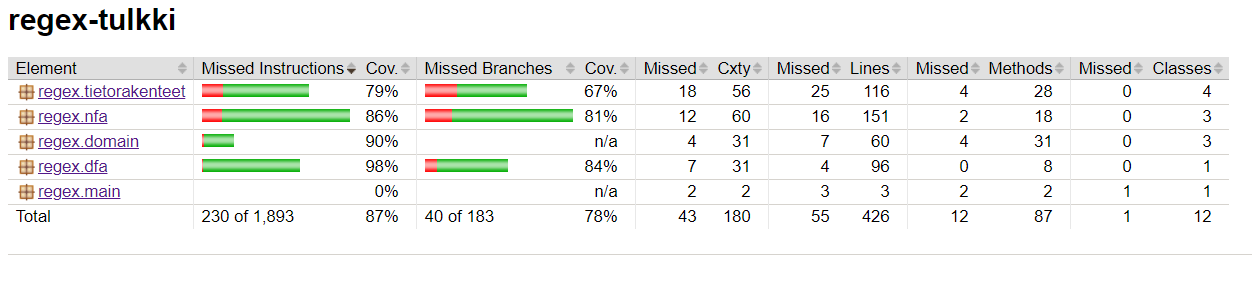 regex-tulkki
Element Missed Instructions Cov. Missed Branches Cov. Missed Cxty Missed Lines Missed Methods Missed Classes
regex.tietorakenteet 79% 67% 18 56 25 116 4 28 0 4
regex.nfa 86% 81% 12 60 16 151 2 18 0 3
regex.domain 90% n/a 4 31 7 60 4 31 0 3
regex.dfa 98% 84% 7 31 4 96 0 8 0 1
regex.main 0% n/a 2 2 3 3 2 2 1 1
Total 230 of 1,893 87% 40 of 183 78% 43 180 55 426 12 87 1 12